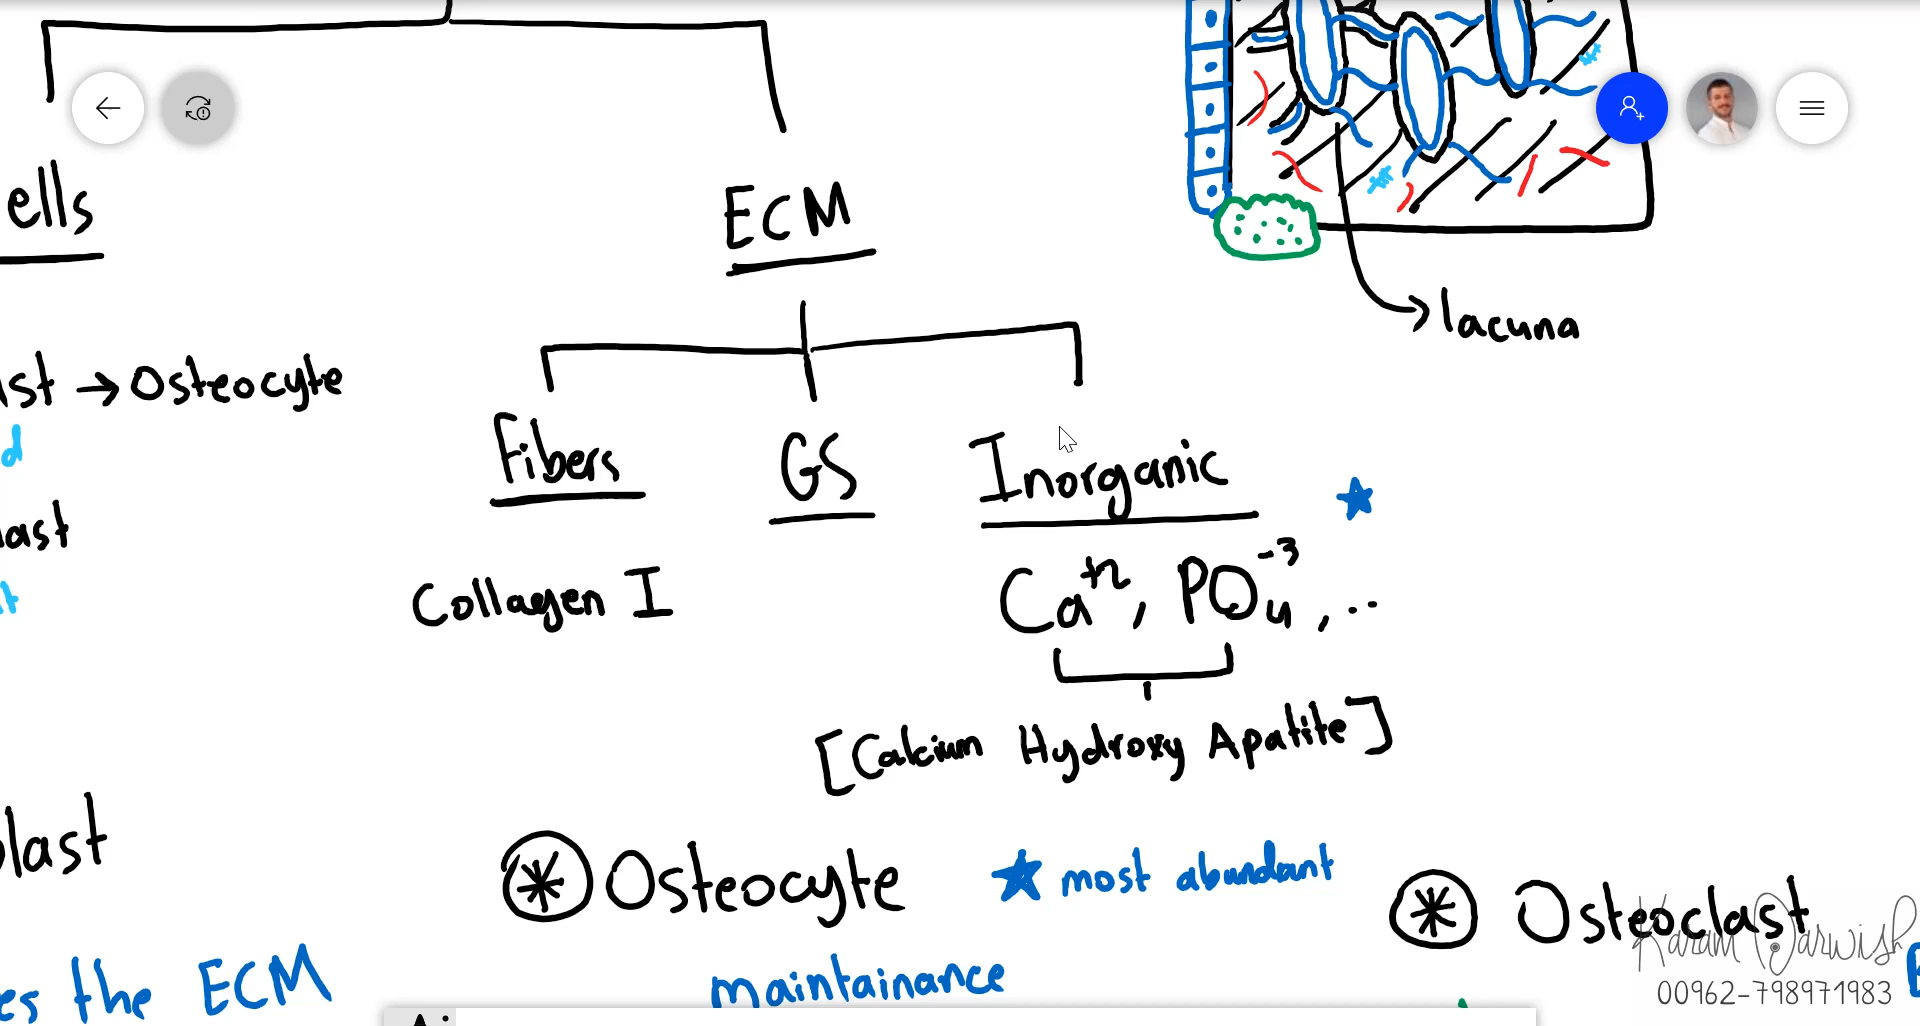 ells
ECM
lacuna
ast → Osteocyte
d
Fibers
GS
Inorganic
ast
t
Collagen I
Ca⁺², PO₄⁻³, ..
[Calcium Hydroxy Apatite]
last
Osteocyte
most abundant
Osteoclast
es the ECM
maintainance
Karam Darwish
00962-798971983